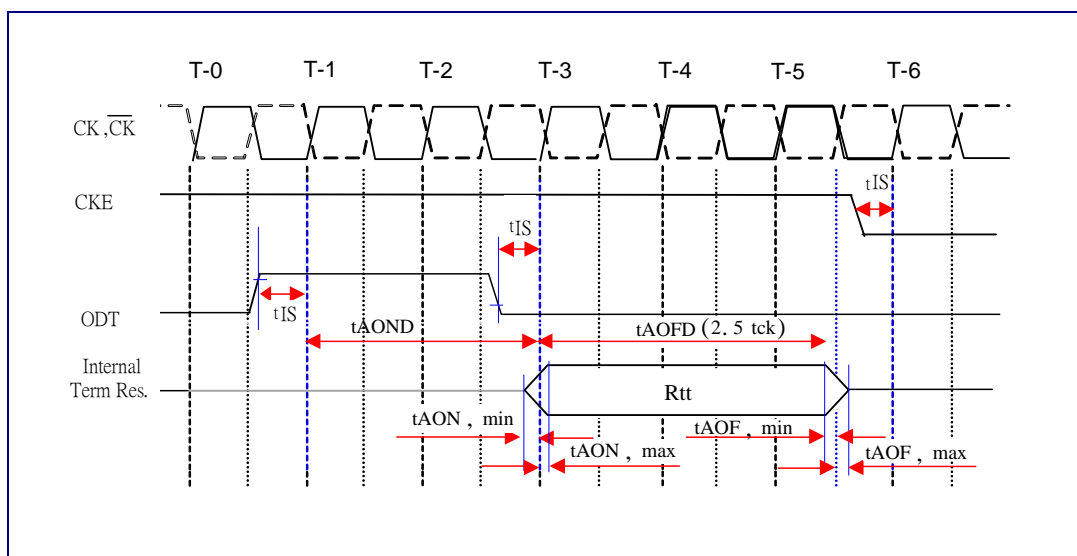 T-0 T-1 T-2 T-3 T-4 T-5 T-6
CK ,C̅K̅
CKE
tIS
tIS
tIS
ODT
tAOND
tAOFD (2. 5 tck)
Internal
Term Res.
Rtt
tAON , min
tAOF , min
tAON , max
tAOF , max